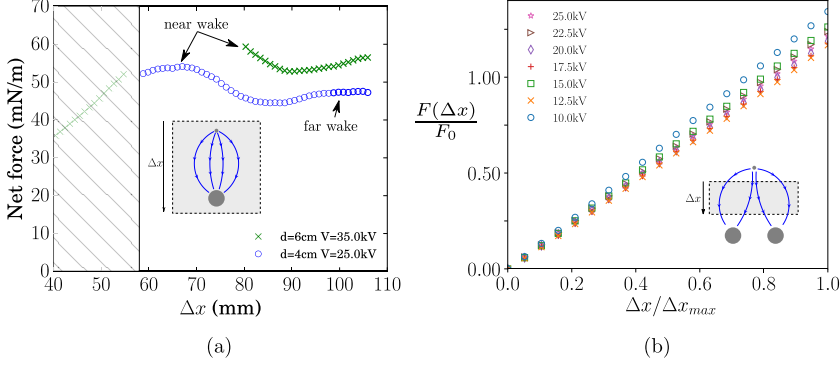 70
60
50
40
30
20
10
0
Net force (mN/m)
near wake
far wake
Δx
d=6cm V=35.0kV
d=4cm V=25.0kV
40 50 60 70 80 90 100 110
Δx (mm)
(a)
F(Δx)
F₀
1.00
0.50
0.00
25.0kV
22.5kV
20.0kV
17.5kV
15.0kV
12.5kV
10.0kV
Δx
0.0 0.2 0.4 0.6 0.8 1.0
Δx/Δxₘₐₓ
(b)